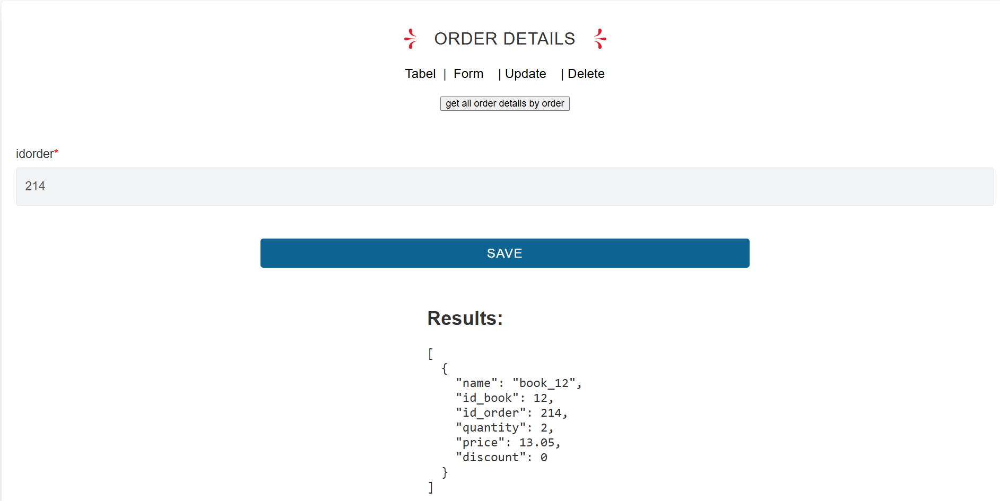 ORDER DETAILS
Tabel | Form | Update | Delete
get all order details by order
idorder*
214
SAVE
Results:
[
  {
    "name": "book_12",
    "id_book": 12,
    "id_order": 214,
    "quantity": 2,
    "price": 13.05,
    "discount": 0
  }
]